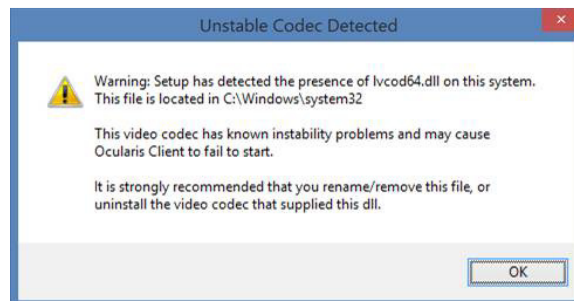 Unstable Codec Detected
Warning: Setup has detected the presence of lvcod64.dll on this system.
This file is located in C:\Windows\system32
This video codec has known instability problems and may cause
Ocularis Client to fail to start.
It is strongly recommended that you rename/remove this file, or
uninstall the video codec that supplied this dll.
OK